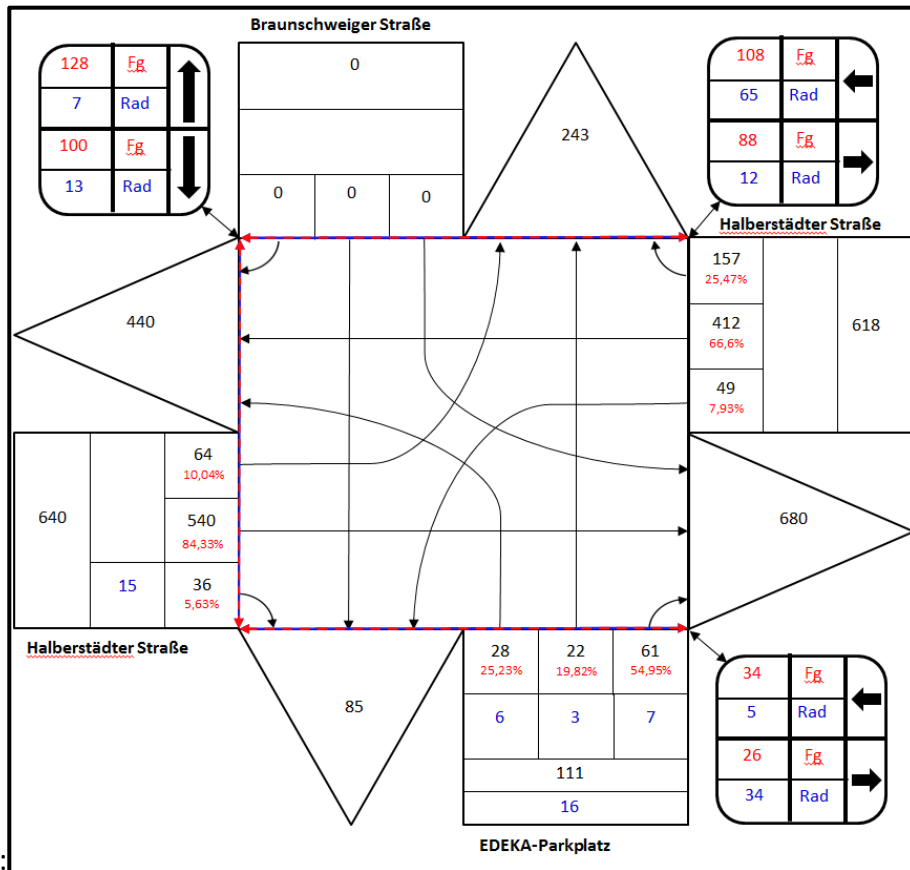 Braunschweiger Straße
128 Fg
7 Rad
100 Fg
13 Rad
0
0 0 0
243
108 Fg
65 Rad
88 Fg
12 Rad
Halberstädter Straße
157
25,47%
412
66,6%
49
7,93%
618
440
680
640
64
10,04%
540
84,33%
15
36
5,63%
Halberstädter Straße
85
28 22 61
25,23% 19,82% 54,95%
6 3 7
111
16
EDEKA-Parkplatz
34 Fg
5 Rad
26 Fg
34 Rad
: